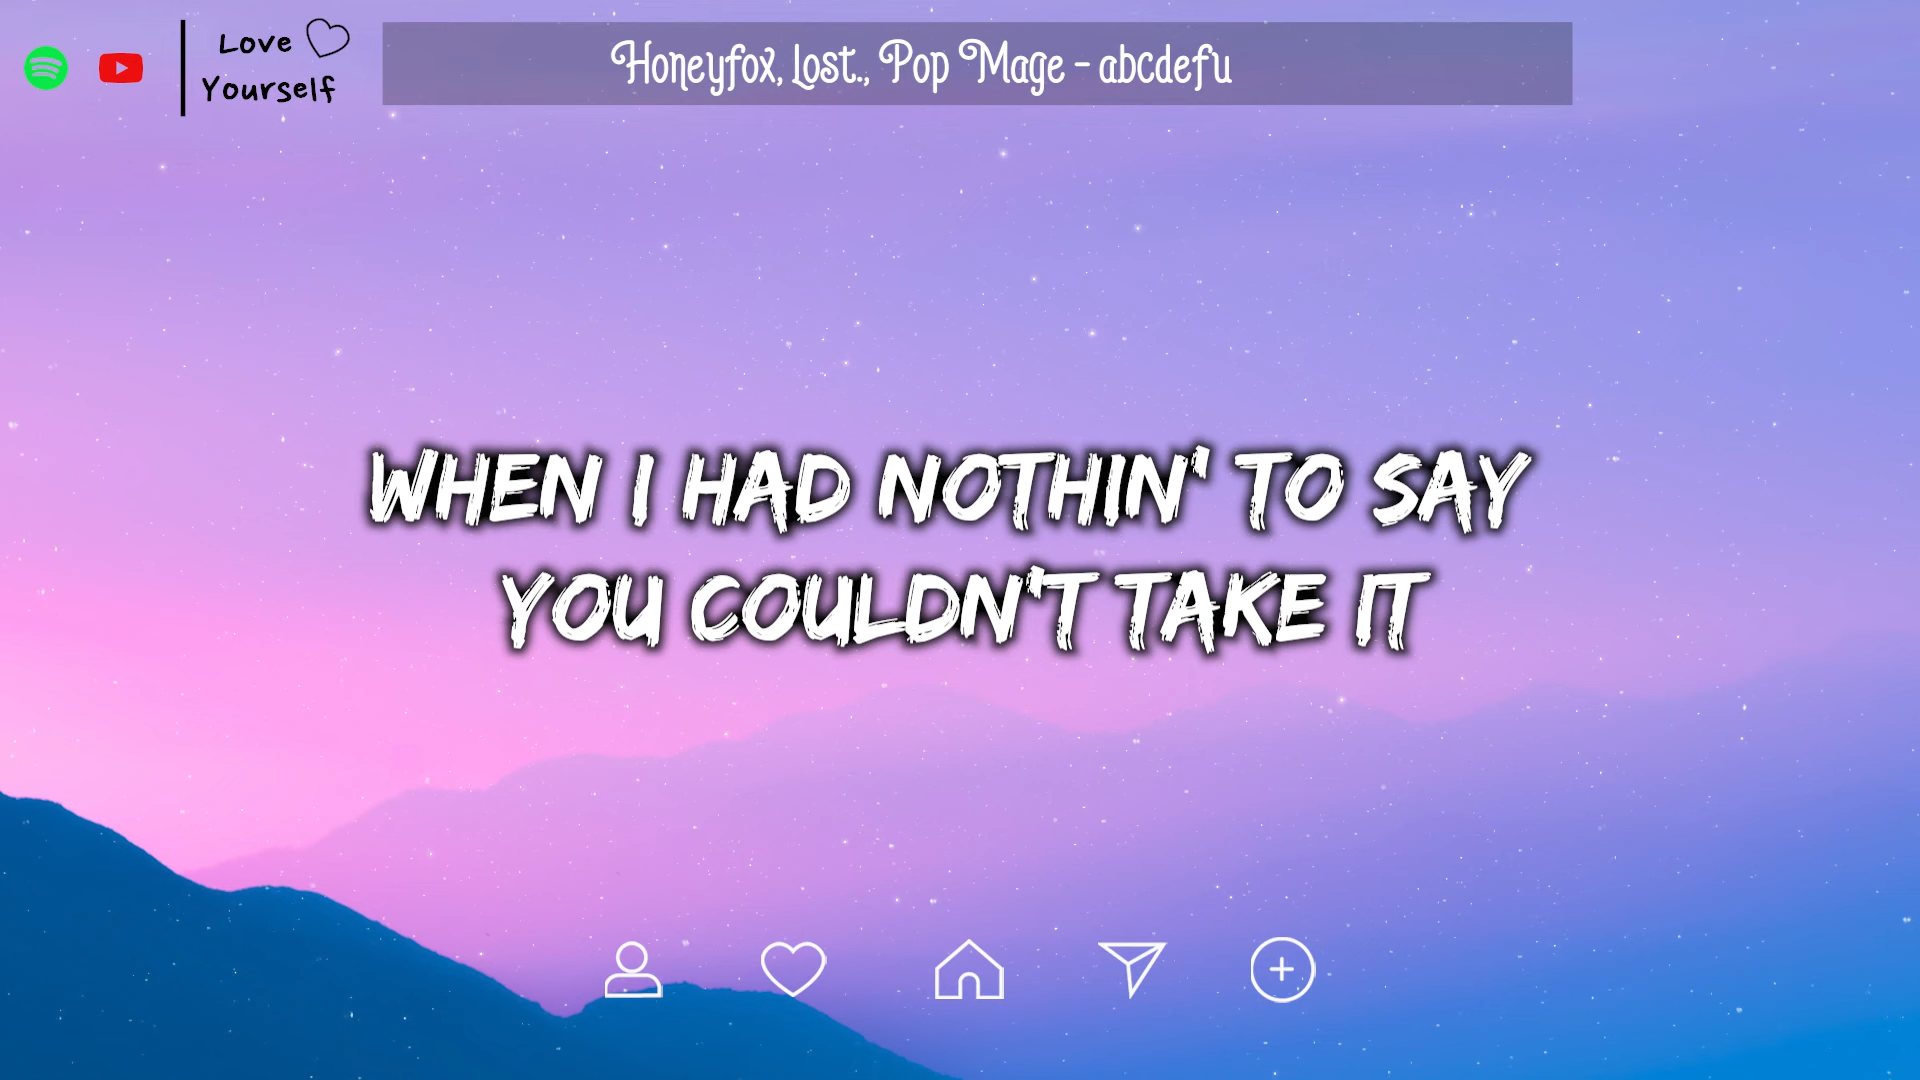 Love
Yourself
Honeyfox, Lost., Pop Mage - abcdefu
WHEN I HAD NOTHIN' TO SAY
YOU COULDN'T TAKE IT